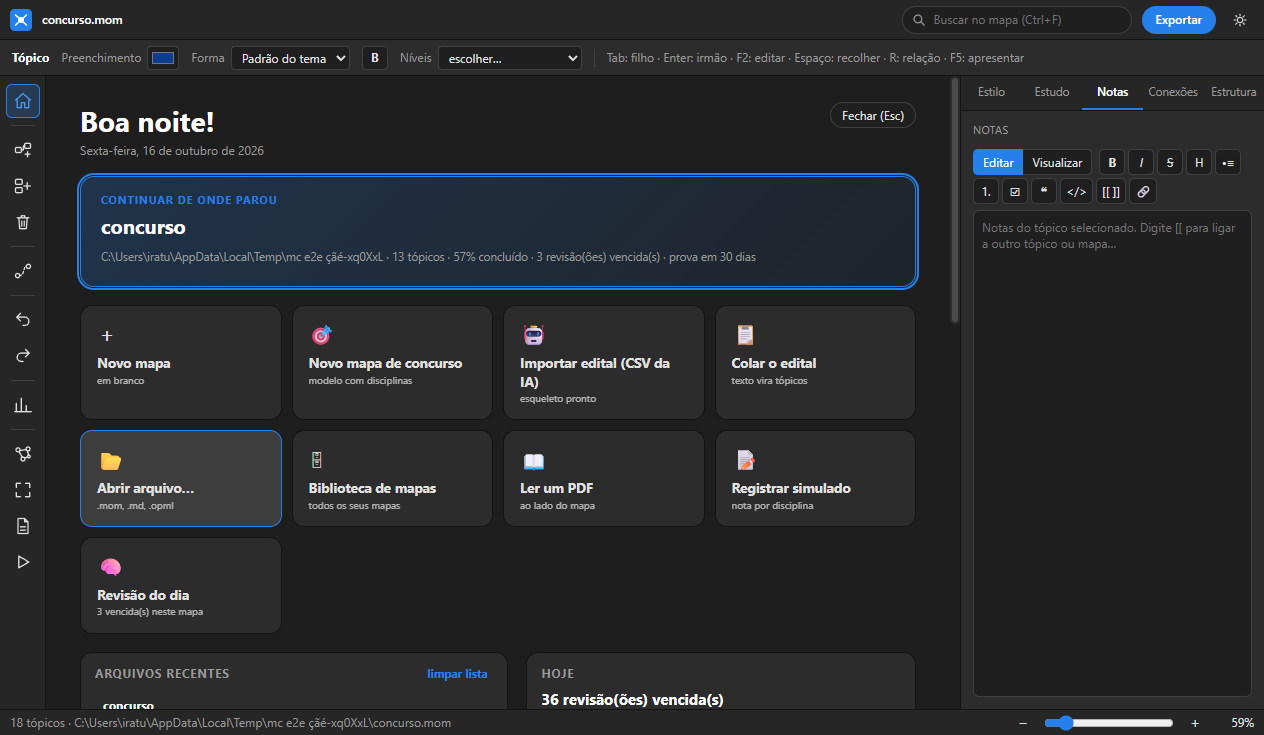 concurso.mom
Buscar no mapa (Ctrl+F)
Exportar
Tópico
Preenchimento
Forma
Padrão do tema
B
Níveis
escolher...
Tab: filho · Enter: irmão · F2: editar · Espaço: recolher · R: relação · F5: apresentar
Boa noite!
Sexta-feira, 16 de outubro de 2026
Fechar (Esc)
CONTINUAR DE ONDE PAROU
concurso
C:\Users\iratu\AppData\Local\Temp\mc e2e çãé-xq0XxL · 13 tópicos · 57% concluído · 3 revisão(ões) vencida(s) · prova em 30 dias
+
Novo mapa
em branco
Novo mapa de concurso
modelo com disciplinas
Importar edital (CSV da
IA)
esqueleto pronto
Colar o edital
texto vira tópicos
Abrir arquivo...
.mom, .md, .opml
Biblioteca de mapas
todos os seus mapas
Ler um PDF
ao lado do mapa
Registrar simulado
nota por disciplina
Revisão do dia
3 vencida(s) neste mapa
ARQUIVOS RECENTES
limpar lista
concurso
HOJE
36 revisão(ões) vencida(s)
Estilo
Estudo
Notas
Conexões
Estrutura
NOTAS
Editar
Visualizar
B
I
S
H
•≡
1.
☑
❝
</>
[[ ]]
Notas do tópico selecionado. Digite [[ para ligar
a outro tópico ou mapa...
18 tópicos · C:\Users\iratu\AppData\Local\Temp\mc e2e çãé-xq0XxL\concurso.mom
−
+
59%